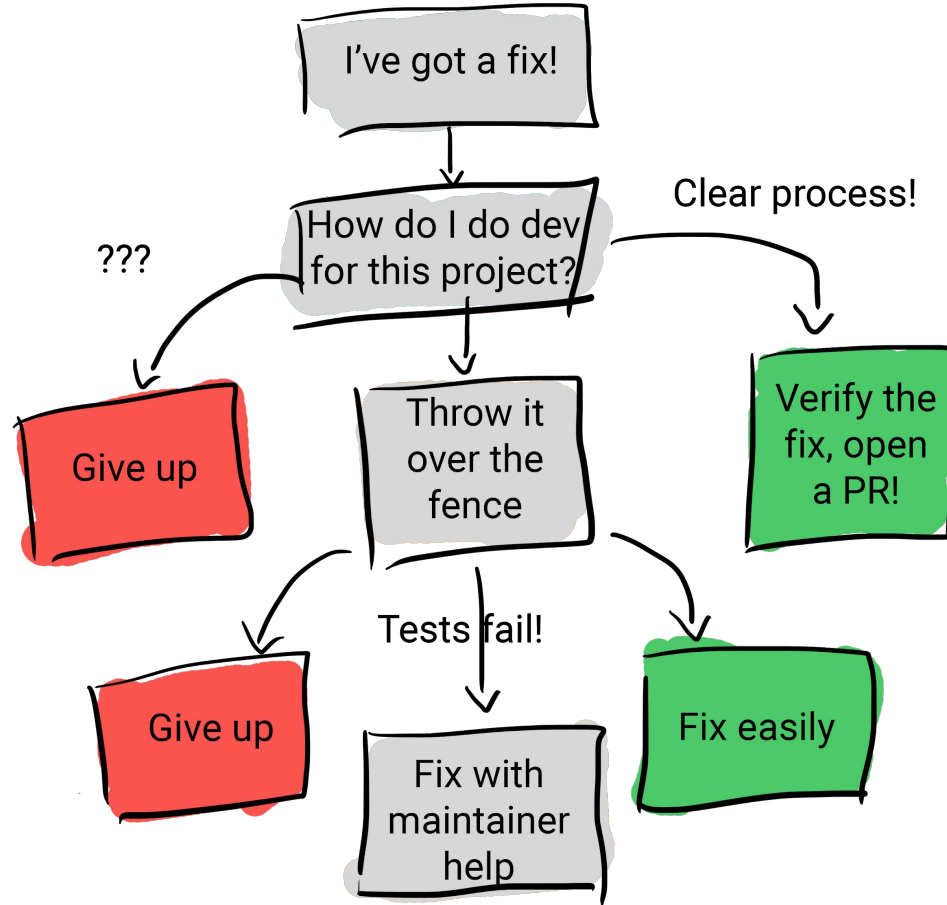 I’ve got a fix!
Clear process!
How do I do dev
for this project?
???
Throw it
over the
fence
Verify the
fix, open
a PR!
Give up
Tests fail!
Give up
Fix easily
Fix with
maintainer
help